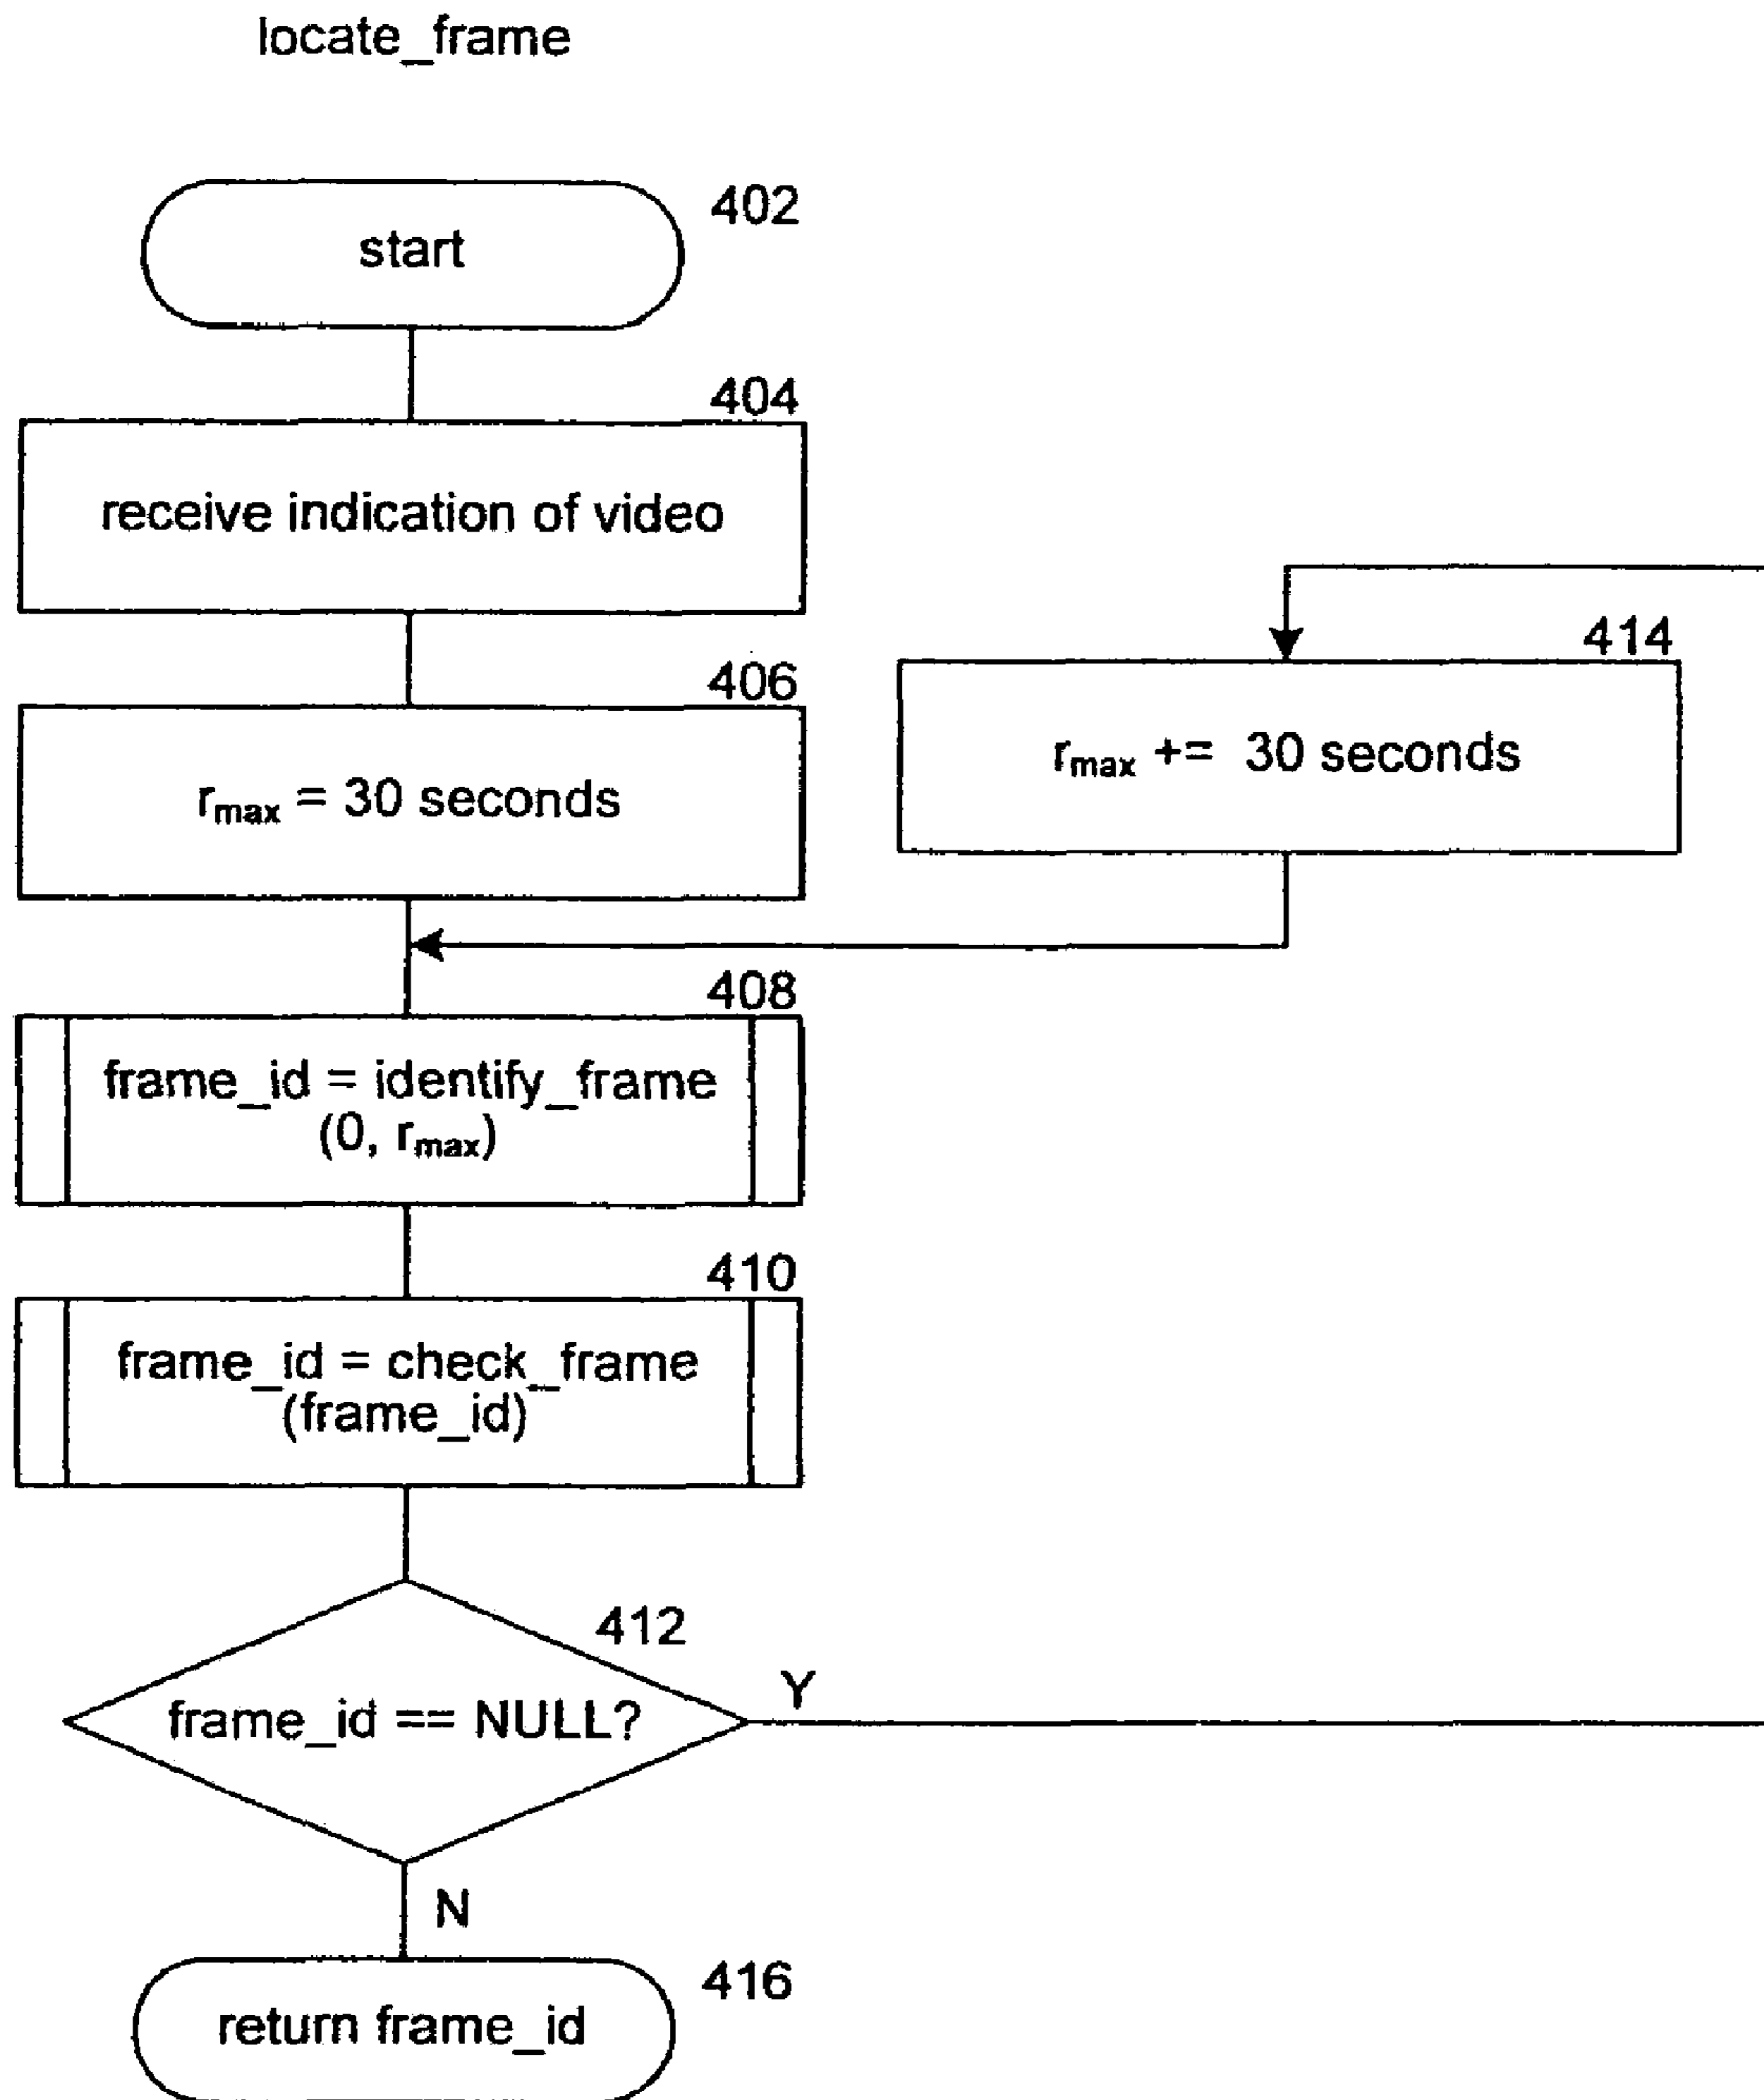 locate_frame
402
start
404
receive indication of video
406
rmax = 30 seconds
414
rmax += 30 seconds
408
frame_id = identify_frame
(0, rmax)
410
frame_id = check_frame
(frame_id)
412
frame_id == NULL?
Y
N
416
return frame_id